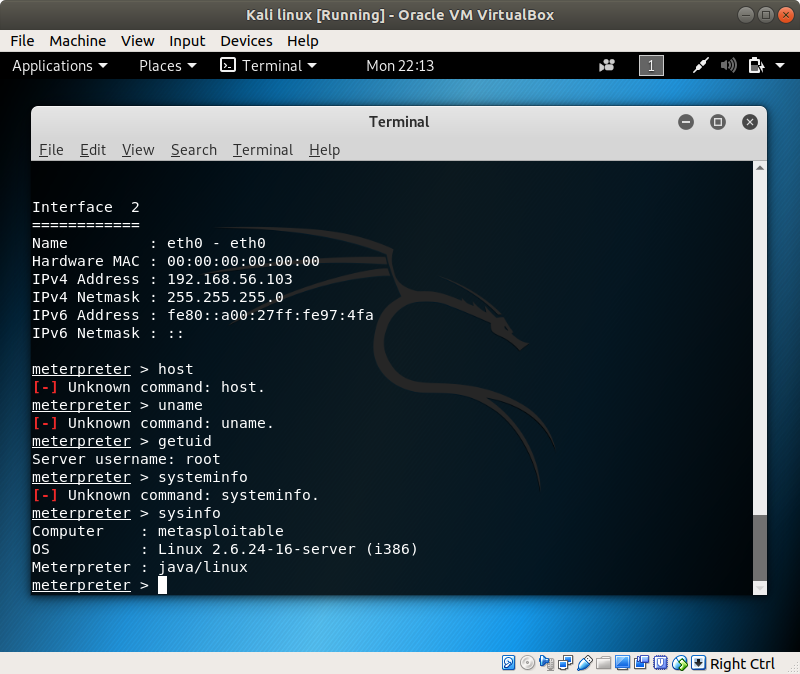 Kali linux [Running] - Oracle VM VirtualBox
File Machine View Input Devices Help
Applications Places Terminal Mon 22:13 1
Terminal
File Edit View Search Terminal Help
Interface  2
============
Name         : eth0 - eth0
Hardware MAC : 00:00:00:00:00:00
IPv4 Address : 192.168.56.103
IPv4 Netmask : 255.255.255.0
IPv6 Address : fe80::a00:27ff:fe97:4fa
IPv6 Netmask : ::
meterpreter > host
[-] Unknown command: host.
meterpreter > uname
[-] Unknown command: uname.
meterpreter > getuid
Server username: root
meterpreter > systeminfo
[-] Unknown command: systeminfo.
meterpreter > sysinfo
Computer    : metasploitable
OS          : Linux 2.6.24-16-server (i386)
Meterpreter : java/linux
meterpreter >
Right Ctrl